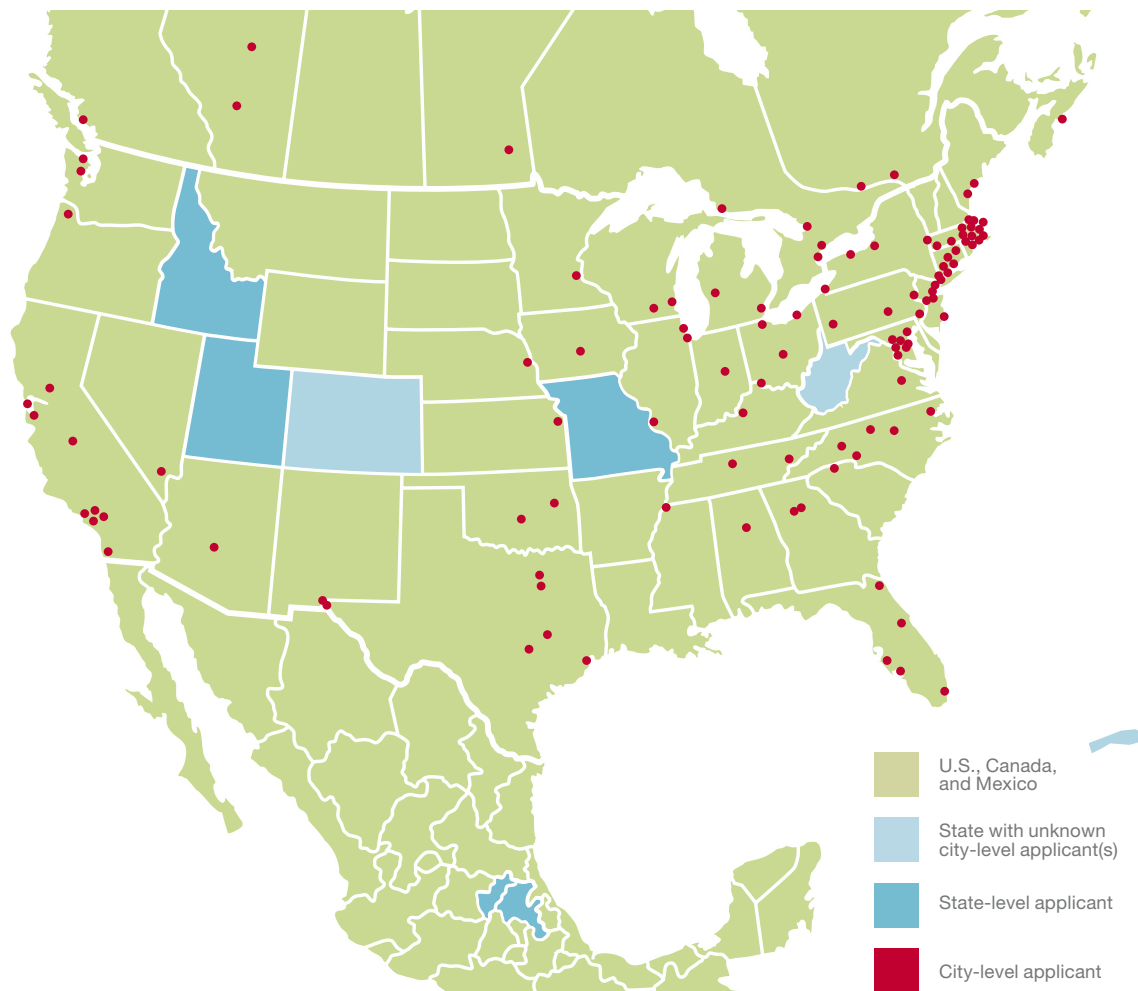 U.S., Canada,
and Mexico
State with unknown
city-level applicant(s)
State-level applicant
City-level applicant